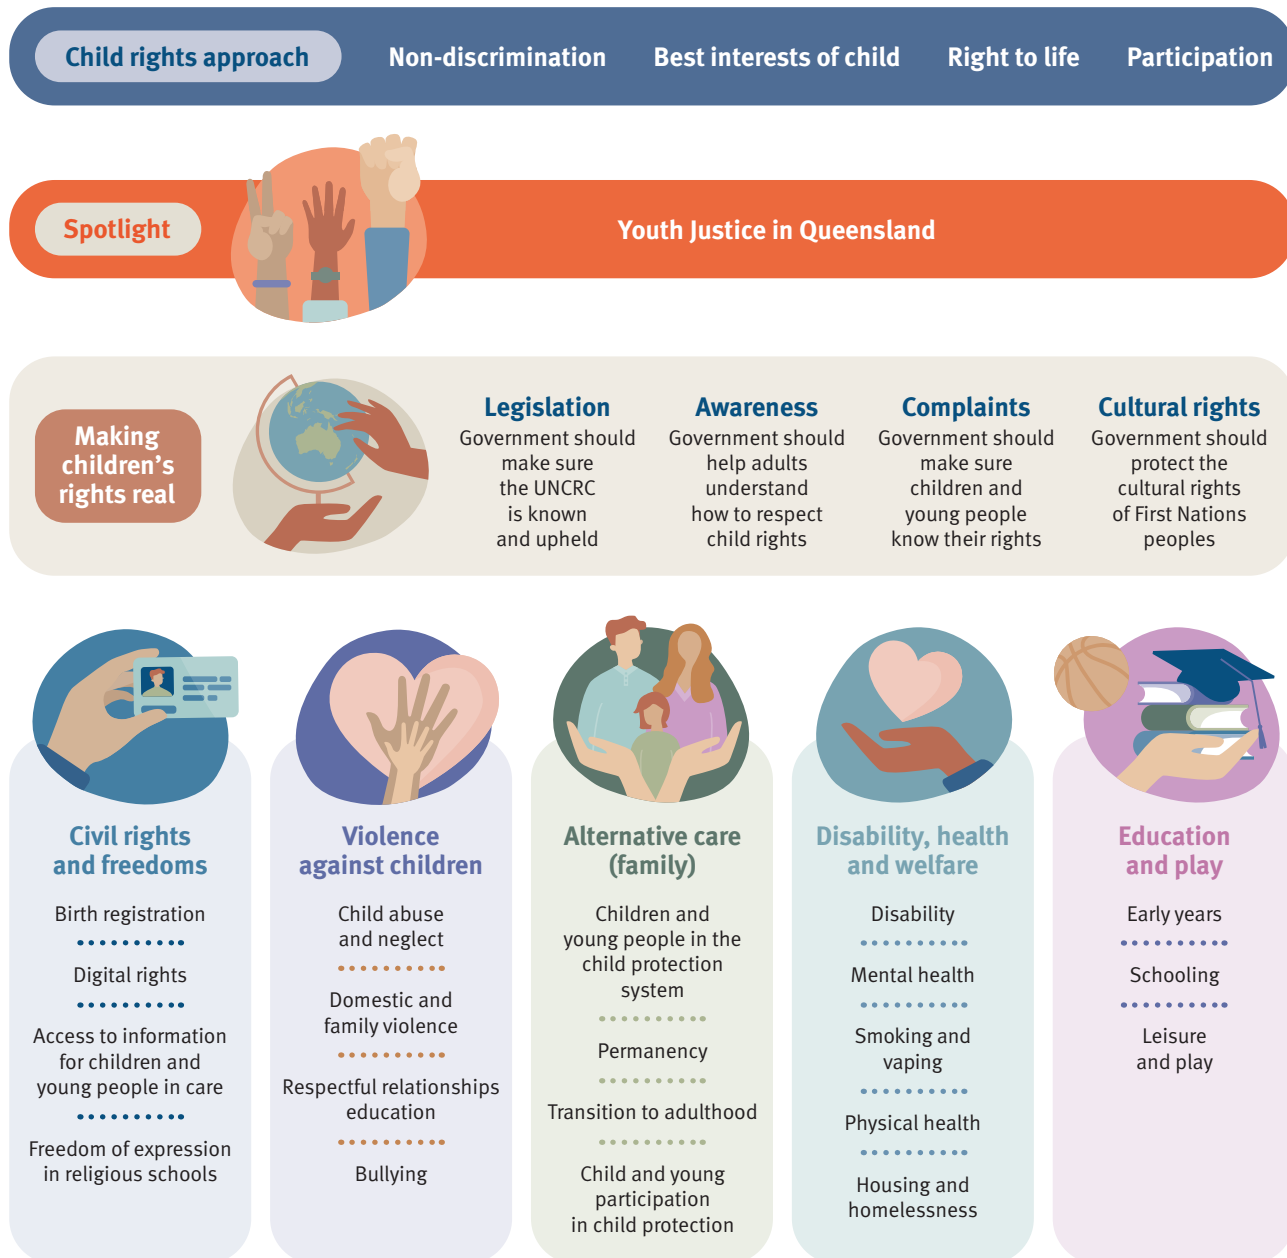 Child rights approach
Non-discrimination
Best interests of child
Right to life
Participation
Spotlight
Youth Justice in Queensland
Making
children’s
rights real
Legislation
Government should
make sure
the UNCRC
is known
and upheld
Awareness
Government should
help adults
understand
how to respect
child rights
Complaints
Government should
make sure
children and
young people
know their rights
Cultural rights
Government should
protect the
cultural rights
of First Nations
peoples
Civil rights
and freedoms
Birth registration
Digital rights
Access to information
for children and
young people in care
Freedom of expression
in religious schools
Violence
against children
Child abuse
and neglect
Domestic and
family violence
Respectful relationships
education
Bullying
Alternative care
(family)
Children and
young people in the
child protection
system
Permanency
Transition to adulthood
Child and young
participation
in child protection
Disability, health
and welfare
Disability
Mental health
Smoking and
vaping
Physical health
Housing and
homelessness
Education
and play
Early years
Schooling
Leisure
and play